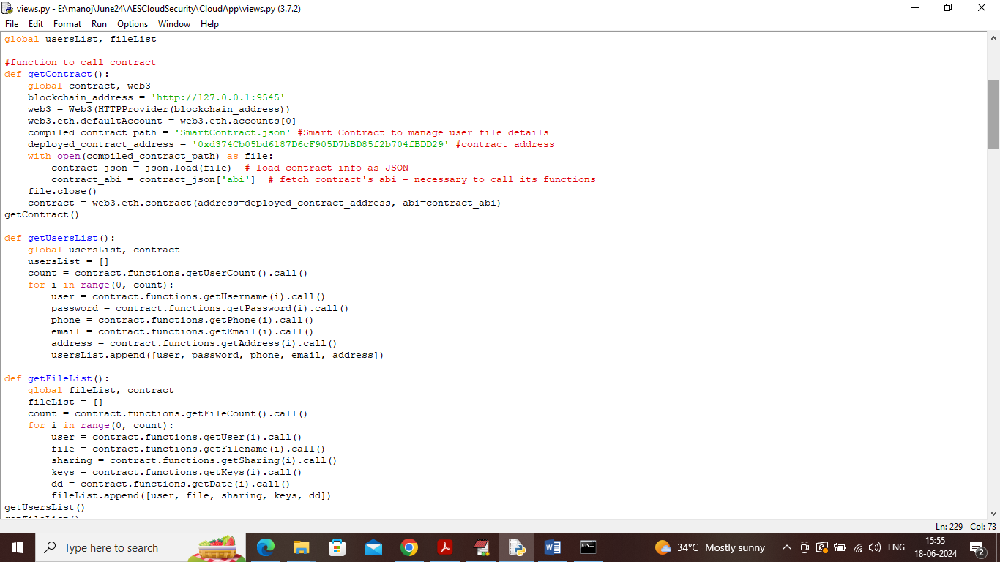 views.py - E:\manoj\June24\AESCloudSecurity\CloudApp\views.py (3.7.2)
File Edit Format Run Options Window Help
global usersList, fileList
#function to call contract
def getContract():
    global contract, web3
    blockchain_address = 'http://127.0.0.1:9545'
    web3 = Web3(HTTPProvider(blockchain_address))
    web3.eth.defaultAccount = web3.eth.accounts[0]
    compiled_contract_path = 'SmartContract.json' #Smart Contract to manage user file details
    deployed_contract_address = '0xd374Cb05bd6187D6cF905D7bBD85f2b704fBDD29' #contract address
    with open(compiled_contract_path) as file:
        contract_json = json.load(file)  # load contract info as JSON
        contract_abi = contract_json['abi']  # fetch contract's abi - necessary to call its functions
    file.close()
    contract = web3.eth.contract(address=deployed_contract_address, abi=contract_abi)
getContract()
def getUsersList():
    global usersList, contract
    usersList = []
    count = contract.functions.getUserCount().call()
    for i in range(0, count):
        user = contract.functions.getUsername(i).call()
        password = contract.functions.getPassword(i).call()
        phone = contract.functions.getPhone(i).call()
        email = contract.functions.getEmail(i).call()
        address = contract.functions.getAddress(i).call()
        usersList.append([user, password, phone, email, address])
def getFileList():
    global fileList, contract
    fileList = []
    count = contract.functions.getFileCount().call()
    for i in range(0, count):
        user = contract.functions.getUser(i).call()
        file = contract.functions.getFilename(i).call()
        sharing = contract.functions.getSharing(i).call()
        keys = contract.functions.getKeys(i).call()
        dd = contract.functions.getDate(i).call()
        fileList.append([user, file, sharing, keys, dd])
getUsersList()
Ln: 229 Col: 73
Type here to search
34°C Mostly sunny
ENG
15:55
18-06-2024
2